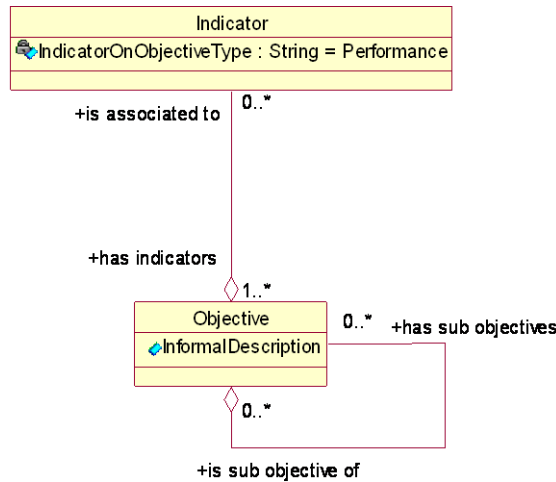 Indicator
IndicatorOnObjectiveType : String = Performance
+is associated to
0..*
+has indicators
1..*
Objective
InformalDescription
0..*
+has sub objectives
0..*
+is sub objective of